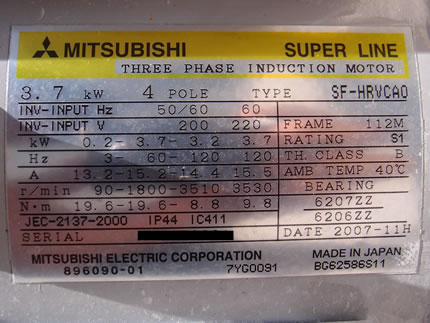 MITSUBISHI SUPER LINE
THREE PHASE INDUCTION MOTOR
3.7 kW 4 POLE TYPE SF-HRVCAO
INV-INPUT Hz 50/60 60
INV-INPUT V 200 220 FRAME 112M
kW 0.2- 3.7- 3.2 3.7 RATING S1
Hz 3- 60-120 120 TH.CLASS B
A 13.2-15.2-14.4 15.5 AMB TEMP 40℃
r/min 90-1800-3510 3530 BEARING
N·m 19.6-19.6- 8.8 9.8 6207ZZ
JEC-2137-2000 IP44 IC411 6206ZZ
SERIAL DATE 2007-11H
MITSUBISHI ELECTRIC CORPORATION MADE IN JAPAN
896090-01 7YG0091 BG62586S11